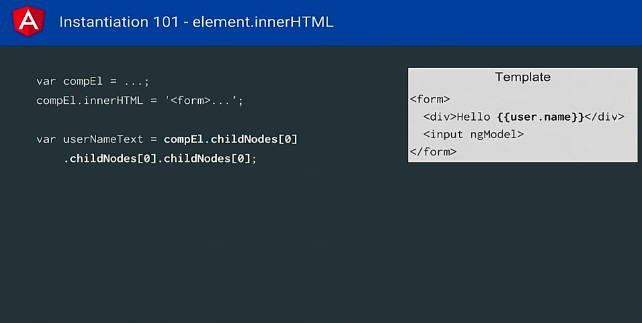 A
Instantiation 101 - element.innerHTML
var compEl = ...;
compEl.innerHTML = '<form>...';
var userNameText = compEl.childNodes[0]
.childNodes[0].childNodes[0];
Template
<form>
<div>Hello {{user.name}}</div>
<input ngModel>
</form>